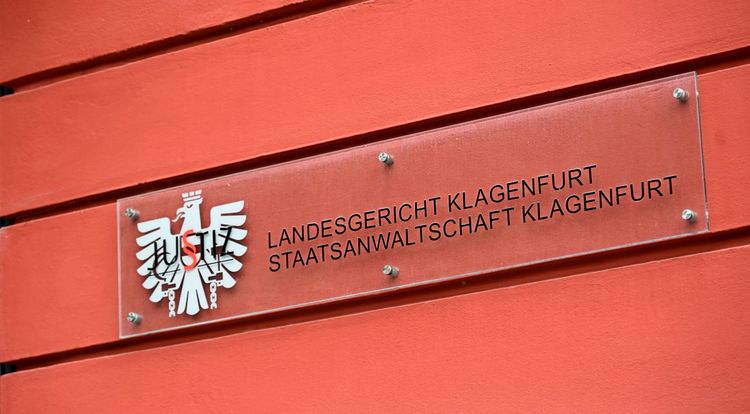 JUSTIZ
LANDESGERICHT KLAGENFURT
STAATSANWALTSCHAFT KLAGENFURT